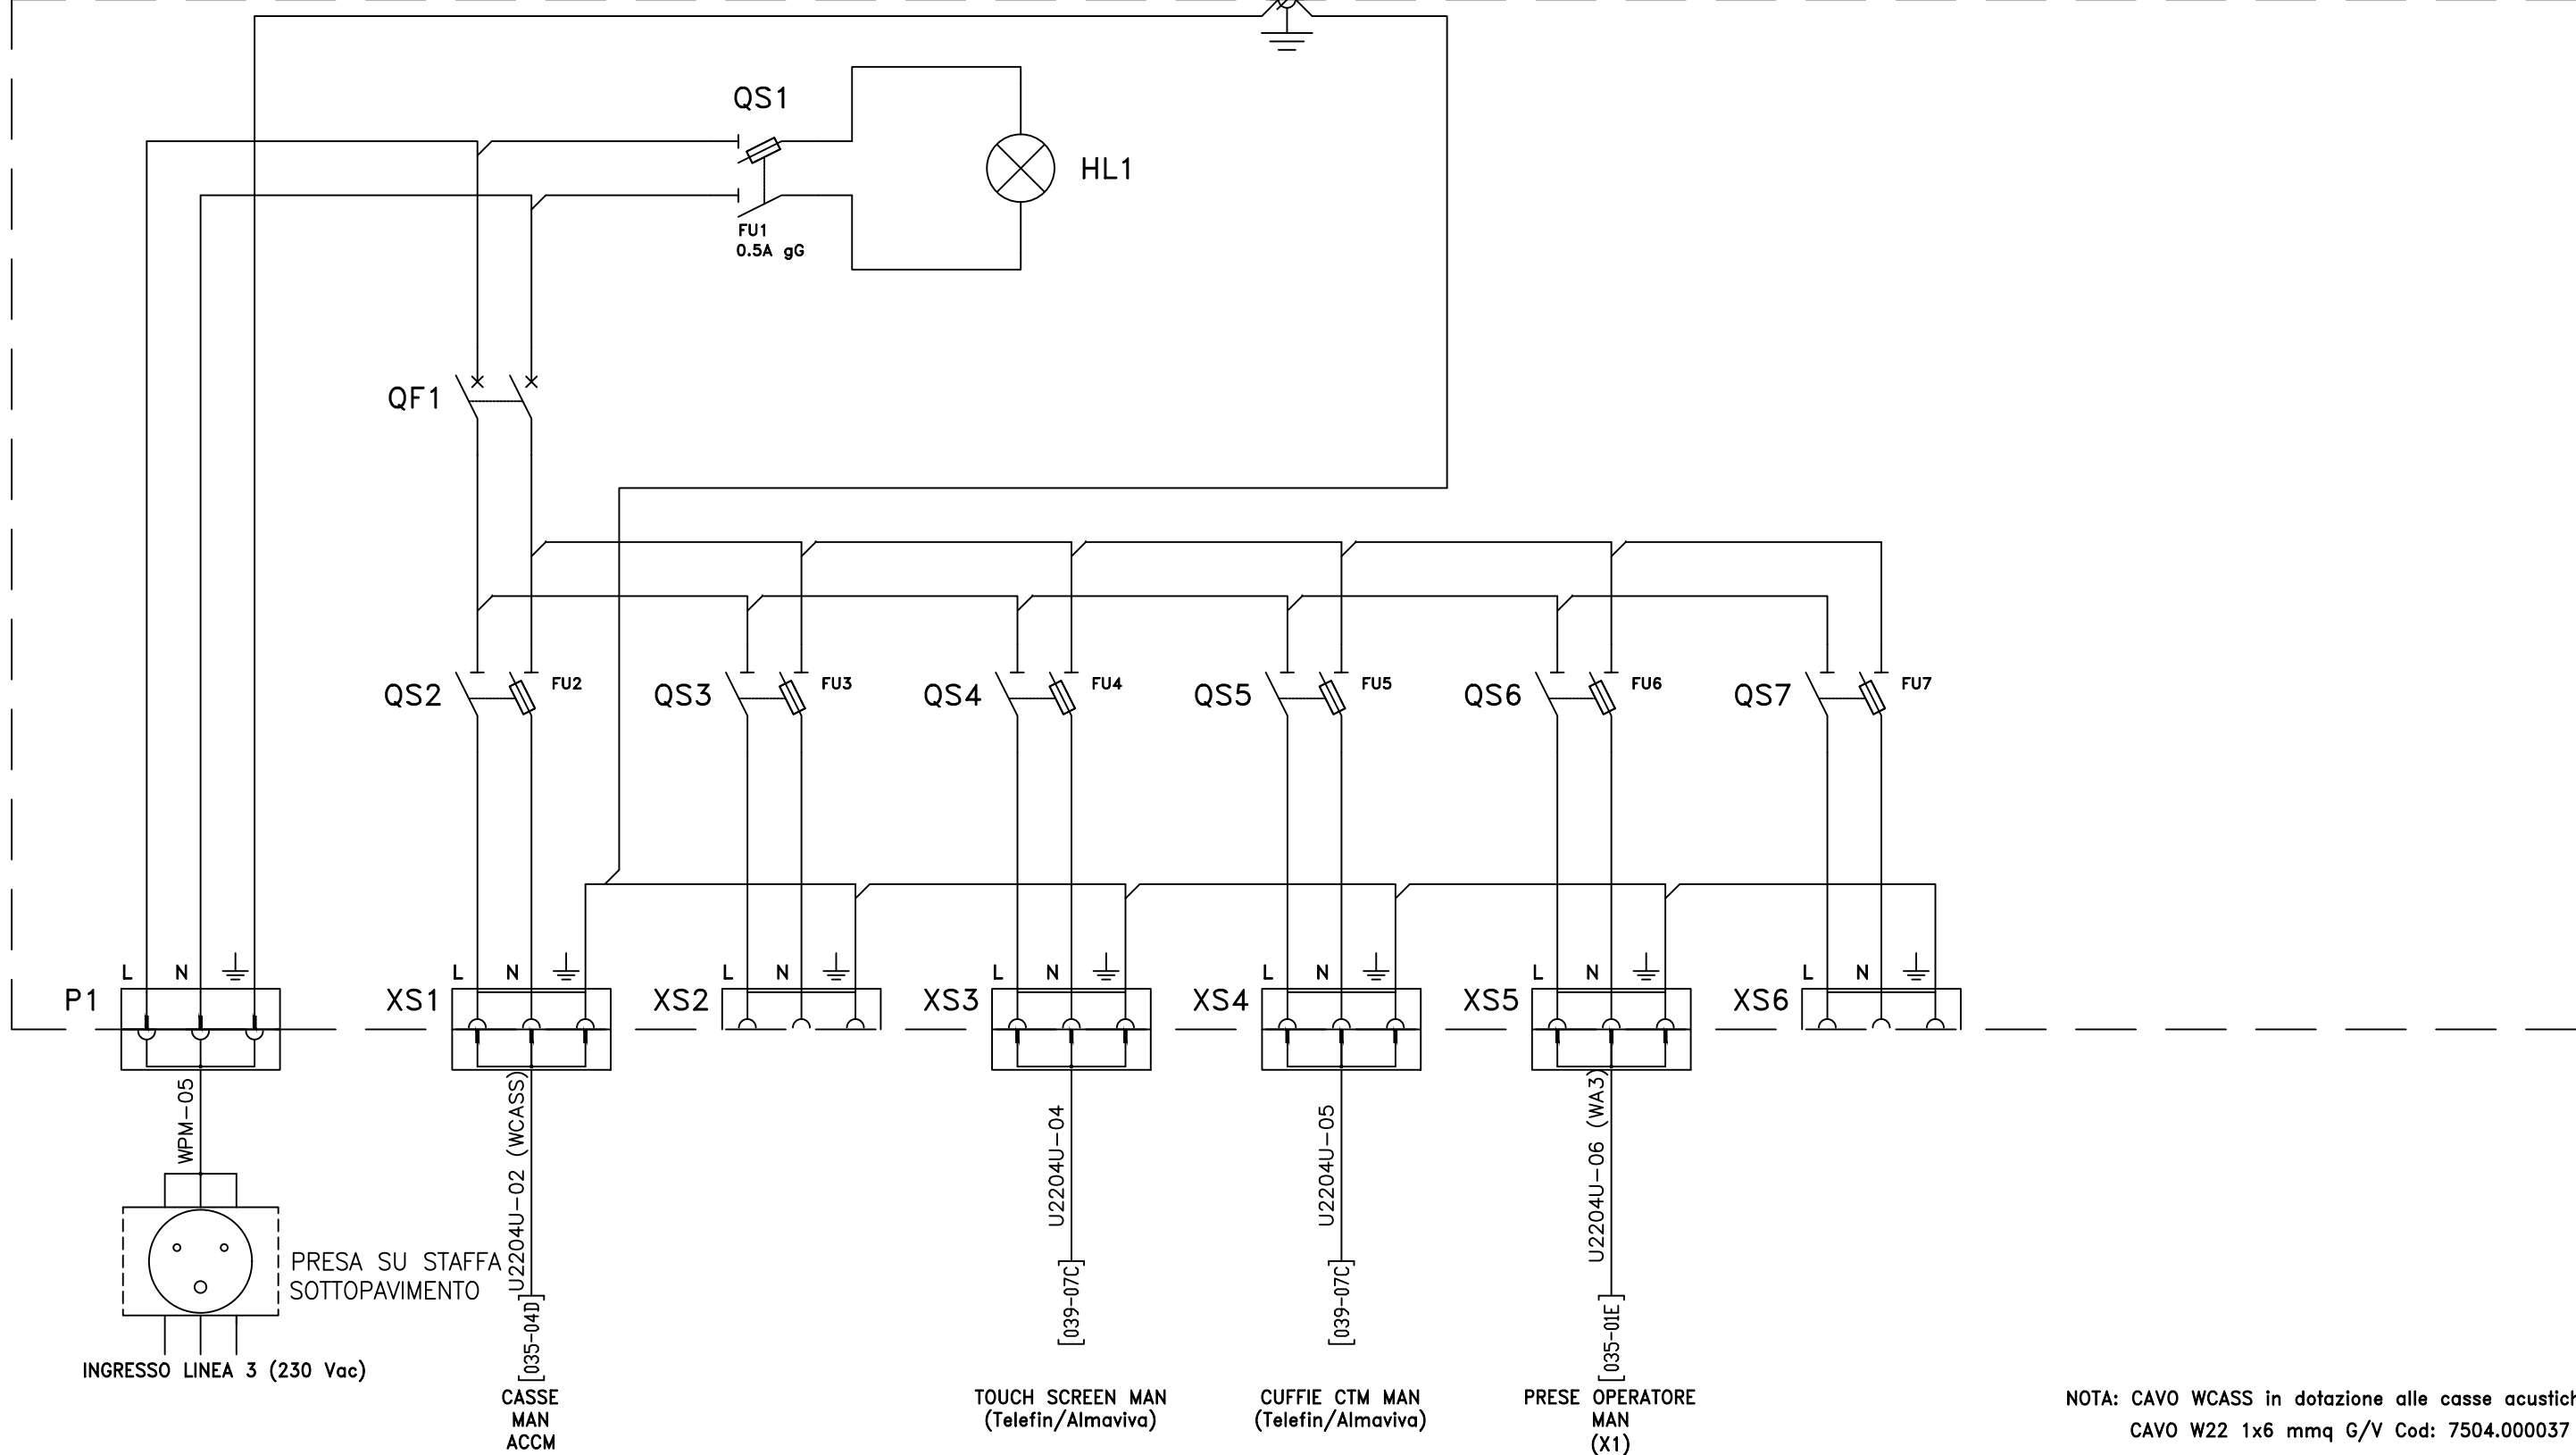 QS1
HL1
FU1
0.5A gG
QF1
QS2
FU2
QS3
FU3
QS4
FU4
QS5
FU5
QS6
FU6
QS7
FU7
P1
L N
XS1
L N
XS2
L N
XS3
L N
XS4
L N
XS5
L N
XS6
L N
WPM-05
U2204U-02 (WCASS)
U2204U-04
U2204U-05
U2204U-06 (WA3)
PRESA SU STAFFA
SOTTOPAVIMENTO
[035-04D]
[039-07C]
[039-07C]
[035-01E]
INGRESSO LINEA 3 (230 Vac)
CASSE
MAN
ACCM
TOUCH SCREEN MAN
(Telefin/Almaviva)
CUFFIE CTM MAN
(Telefin/Almaviva)
PRESE OPERATORE
MAN
(X1)
NOTA: CAVO WCASS in dotazione alle casse acustich
CAVO W22 1x6 mmq G/V Cod: 7504.000037